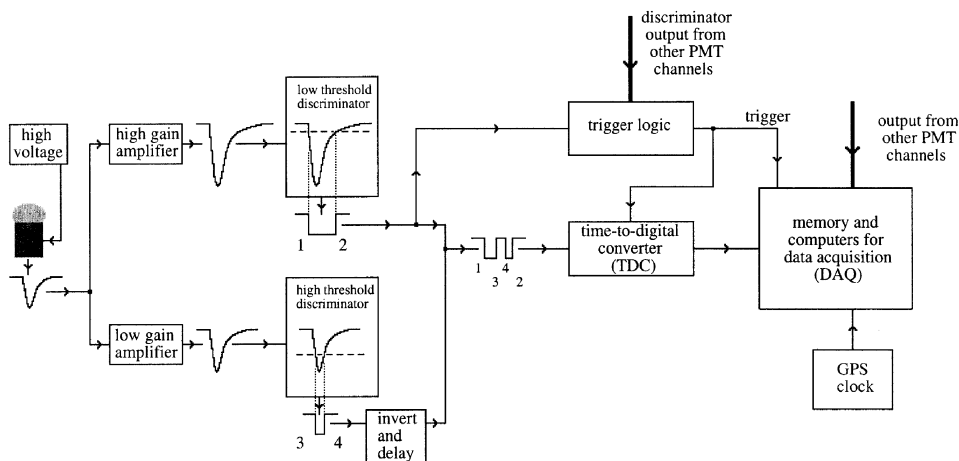 discriminator
output from
other PMT
channels
low threshold
discriminator
high
voltage
high gain
amplifier
trigger logic
trigger
output from
other PMT
channels
1 2
time-to-digital
converter
(TDC)
memory and
computers for
data acquisition
(DAQ)
1 4
3 2
high threshold
discriminator
low gain
amplifier
GPS
clock
3 4
invert
and
delay